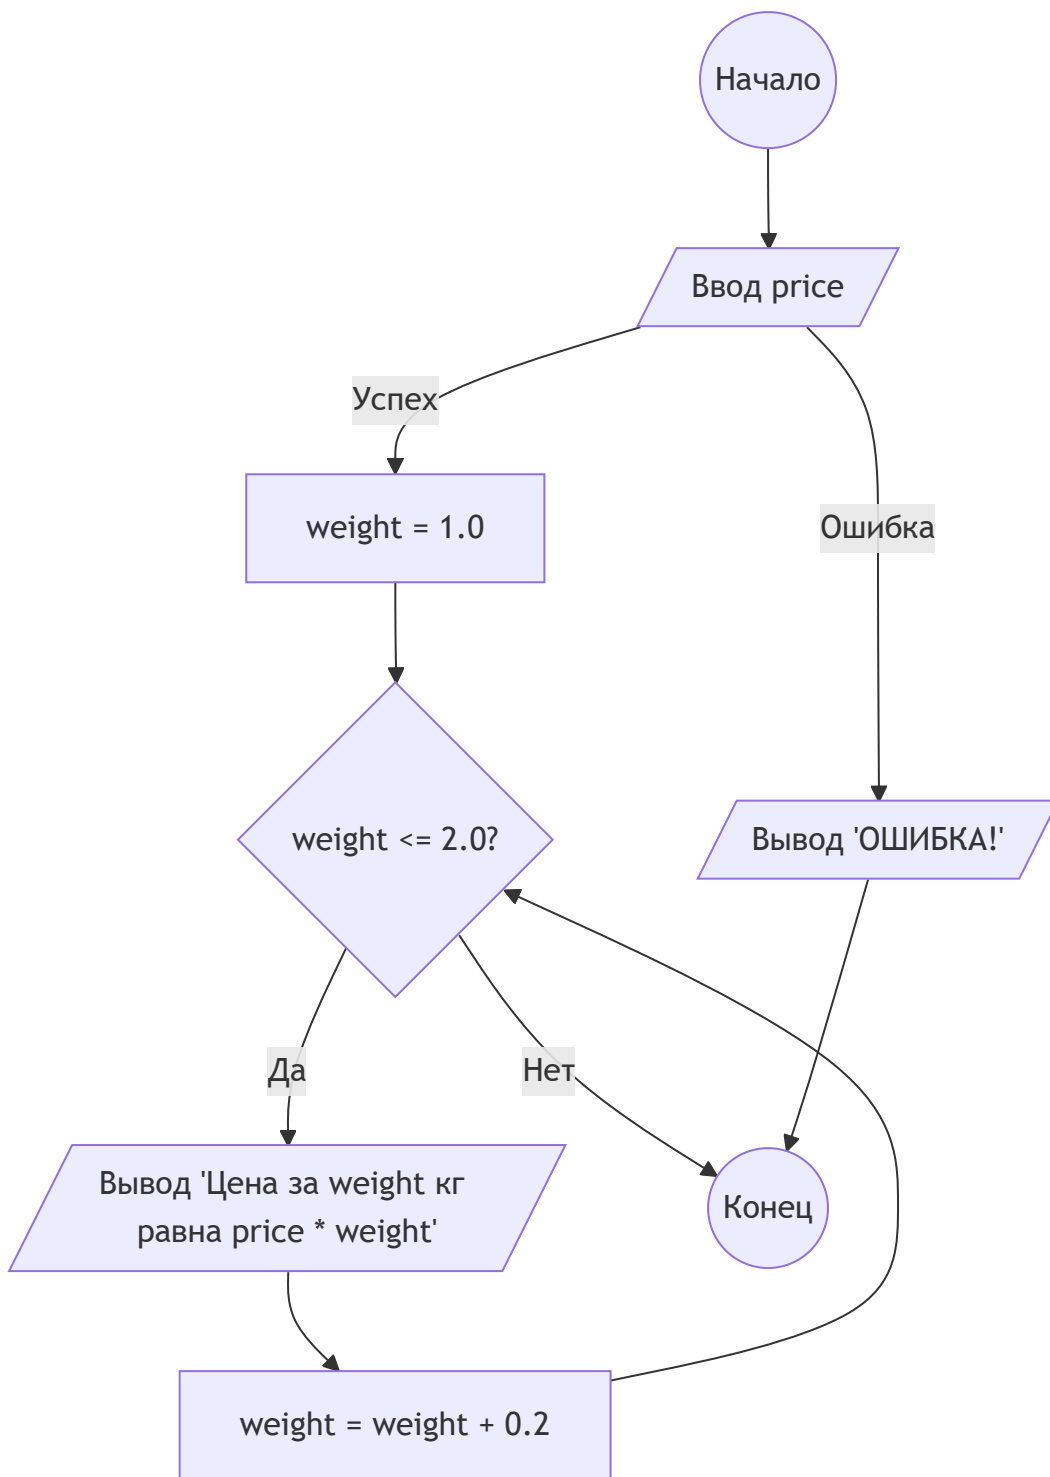 Начало
Ввод price
Успех
weight = 1.0
Ошибка
weight <= 2.0?
Вывод 'ОШИБКА!'
Да
Нет
Вывод 'Цена за weight кг
равна price * weight'
Конец
weight = weight + 0.2